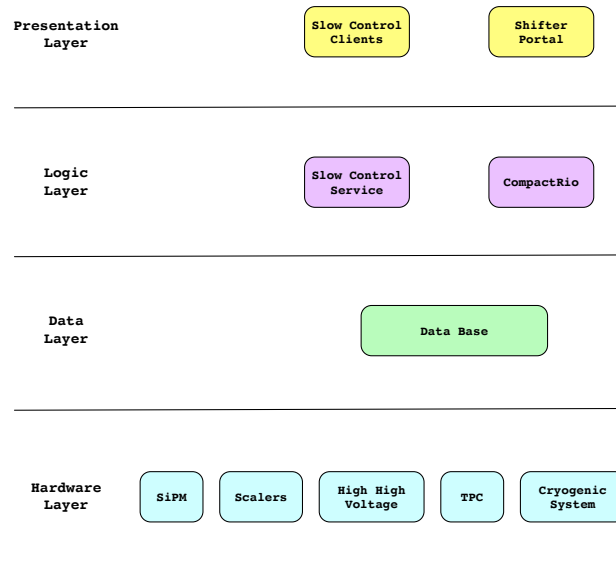 Presentation
Layer
Slow Control
Clients
Shifter
Portal
Logic
Layer
Slow Control
Service
CompactRio
Data
Layer
Data Base
Hardware
Layer
SiPM
Scalers
High High
Voltage
TPC
Cryogenic
System